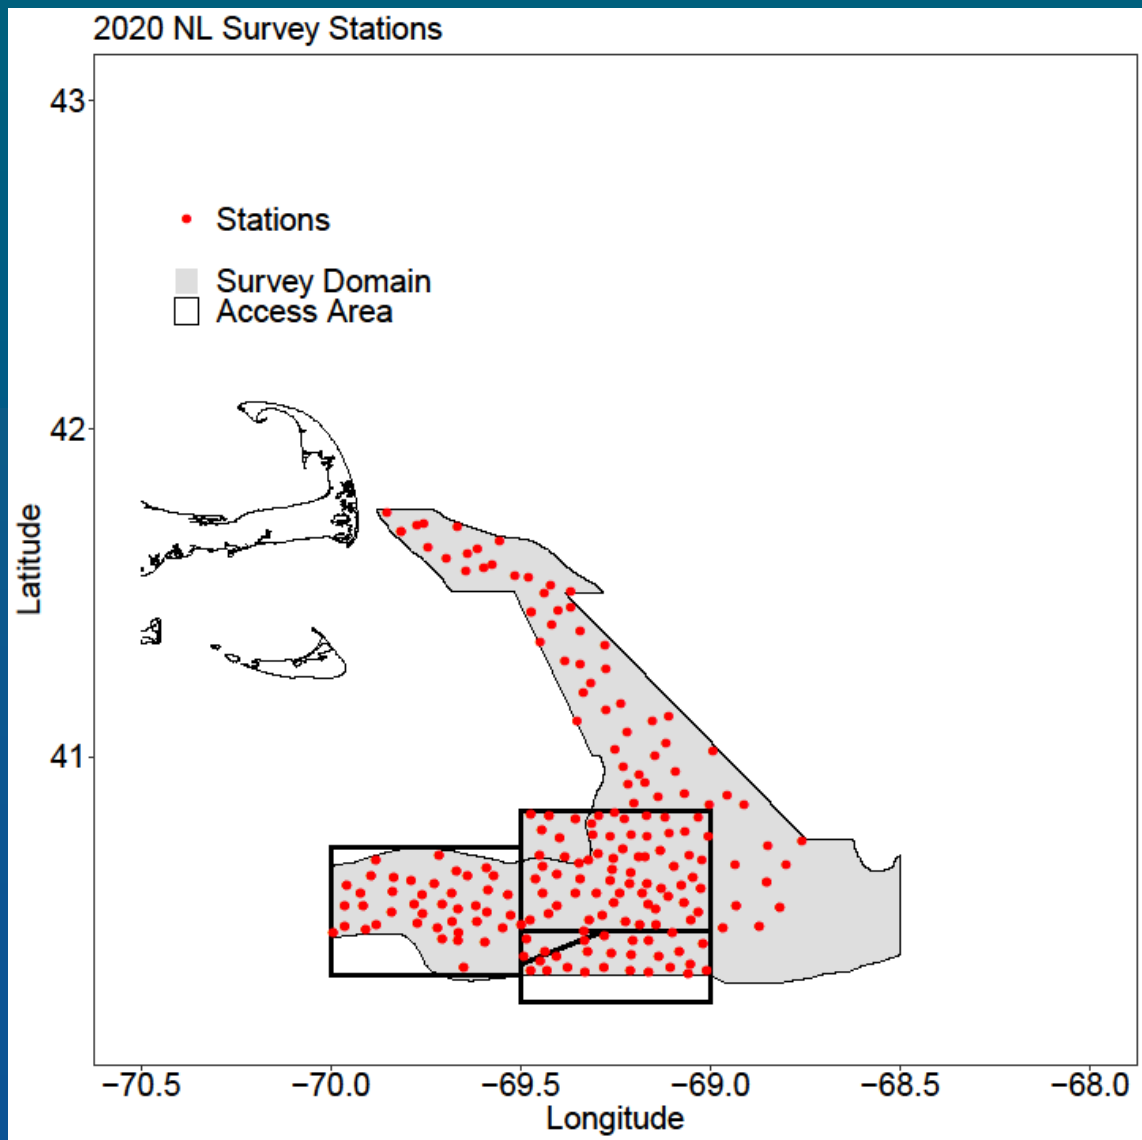 2020 NL Survey Stations
43
Stations
Survey Domain
Access Area
42
Latitude
41
−70.5 −70.0 −69.5 −69.0 −68.5 −68.0
Longitude